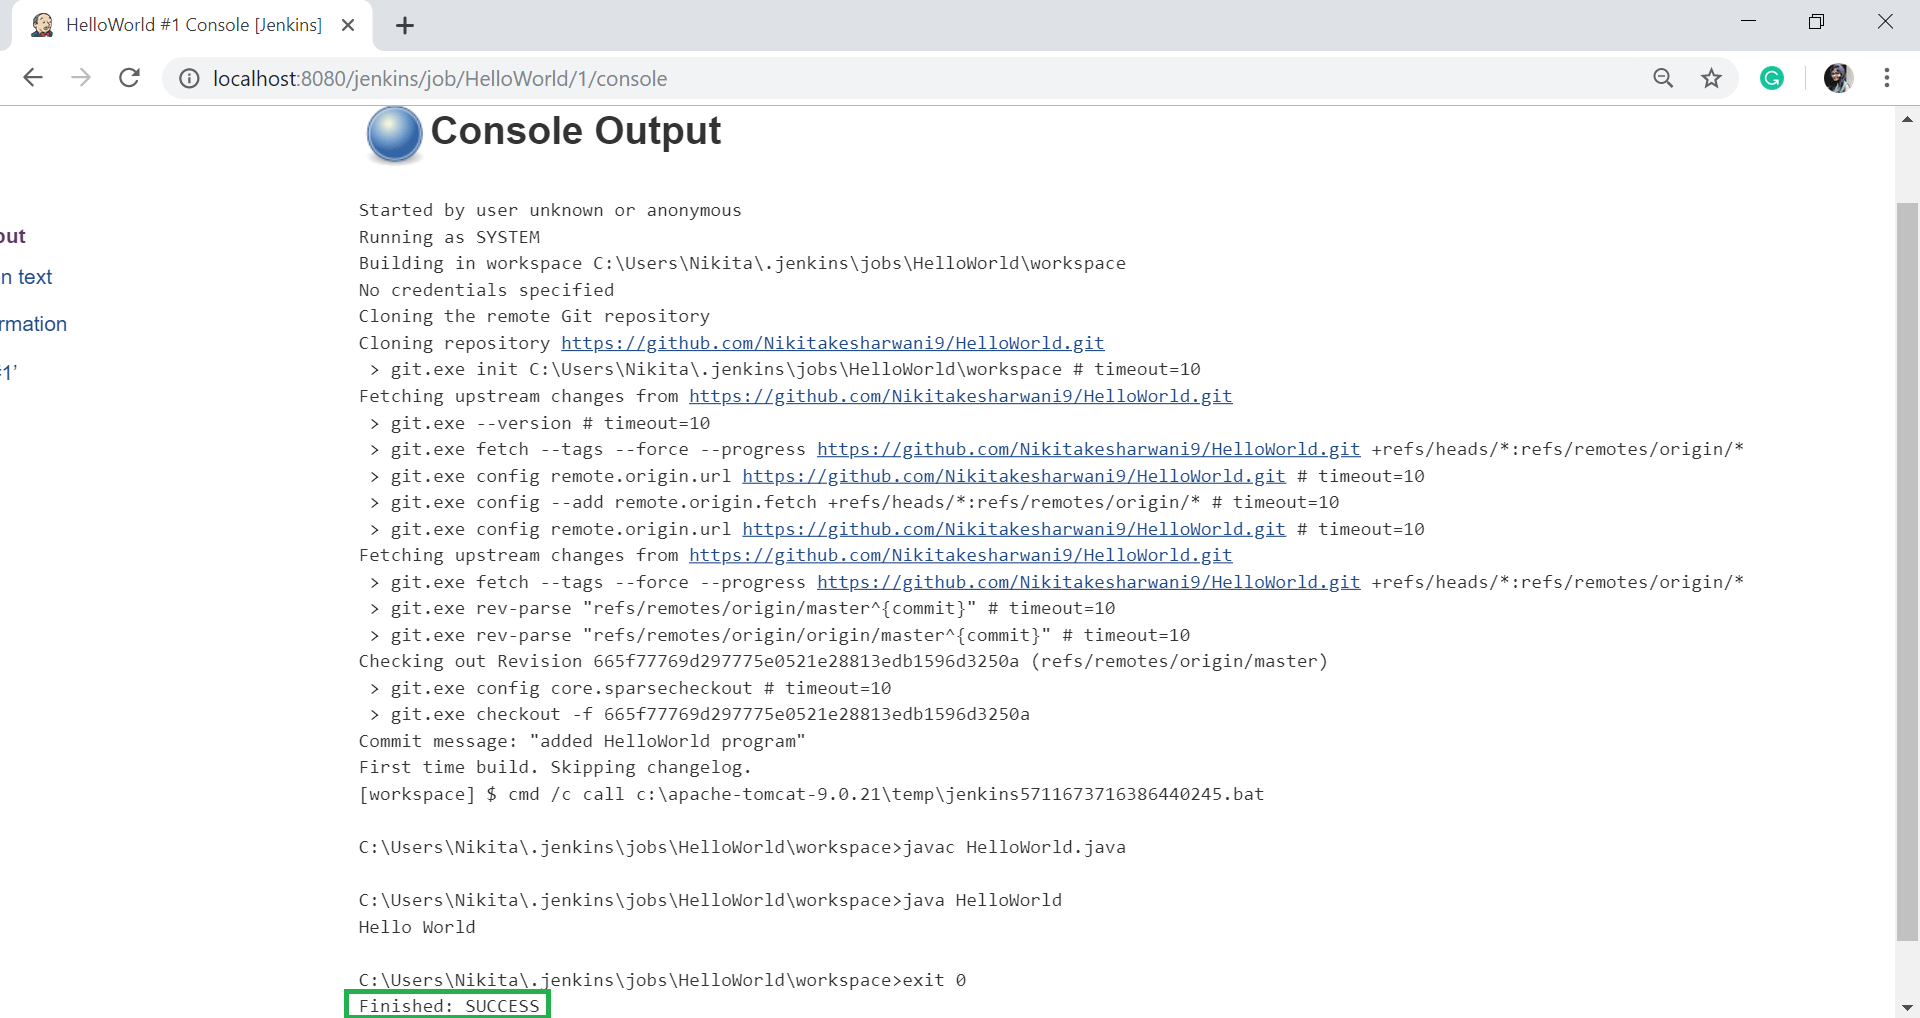 HelloWorld #1 Console [Jenkins]
localhost:8080/jenkins/job/HelloWorld/1/console
Console Output
out
n text
rmation
#1’
Started by user unknown or anonymous
Running as SYSTEM
Building in workspace C:\Users\Nikita\.jenkins\jobs\HelloWorld\workspace
No credentials specified
Cloning the remote Git repository
Cloning repository https://github.com/Nikitakesharwani9/HelloWorld.git
 > git.exe init C:\Users\Nikita\.jenkins\jobs\HelloWorld\workspace # timeout=10
Fetching upstream changes from https://github.com/Nikitakesharwani9/HelloWorld.git
 > git.exe --version # timeout=10
 > git.exe fetch --tags --force --progress https://github.com/Nikitakesharwani9/HelloWorld.git +refs/heads/*:refs/remotes/origin/*
 > git.exe config remote.origin.url https://github.com/Nikitakesharwani9/HelloWorld.git # timeout=10
 > git.exe config --add remote.origin.fetch +refs/heads/*:refs/remotes/origin/* # timeout=10
 > git.exe config remote.origin.url https://github.com/Nikitakesharwani9/HelloWorld.git # timeout=10
Fetching upstream changes from https://github.com/Nikitakesharwani9/HelloWorld.git
 > git.exe fetch --tags --force --progress https://github.com/Nikitakesharwani9/HelloWorld.git +refs/heads/*:refs/remotes/origin/*
 > git.exe rev-parse "refs/remotes/origin/master^{commit}" # timeout=10
 > git.exe rev-parse "refs/remotes/origin/origin/master^{commit}" # timeout=10
Checking out Revision 665f77769d297775e0521e28813edb1596d3250a (refs/remotes/origin/master)
 > git.exe config core.sparsecheckout # timeout=10
 > git.exe checkout -f 665f77769d297775e0521e28813edb1596d3250a
Commit message: "added HelloWorld program"
First time build. Skipping changelog.
[workspace] $ cmd /c call c:\apache-tomcat-9.0.21\temp\jenkins5711673716386440245.bat
C:\Users\Nikita\.jenkins\jobs\HelloWorld\workspace>javac HelloWorld.java
C:\Users\Nikita\.jenkins\jobs\HelloWorld\workspace>java HelloWorld
Hello World
C:\Users\Nikita\.jenkins\jobs\HelloWorld\workspace>exit 0
Finished: SUCCESS